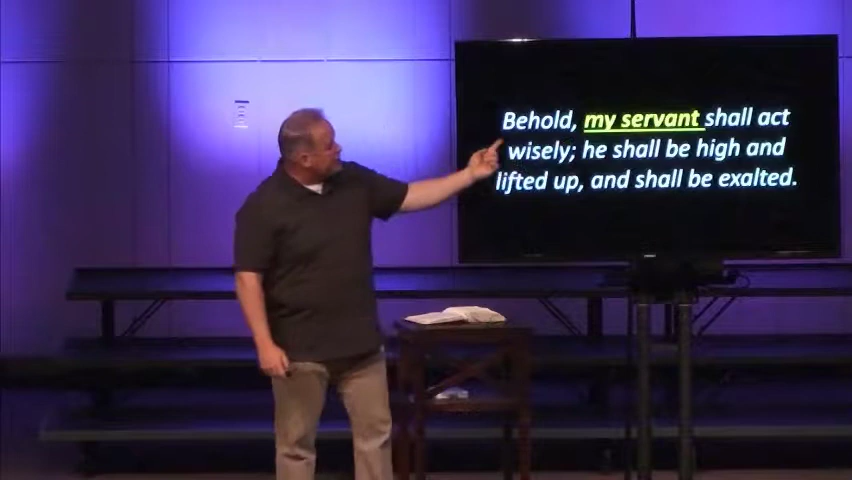 Behold, my servant shall act
wisely; he shall be high and
lifted up, and shall be exalted.